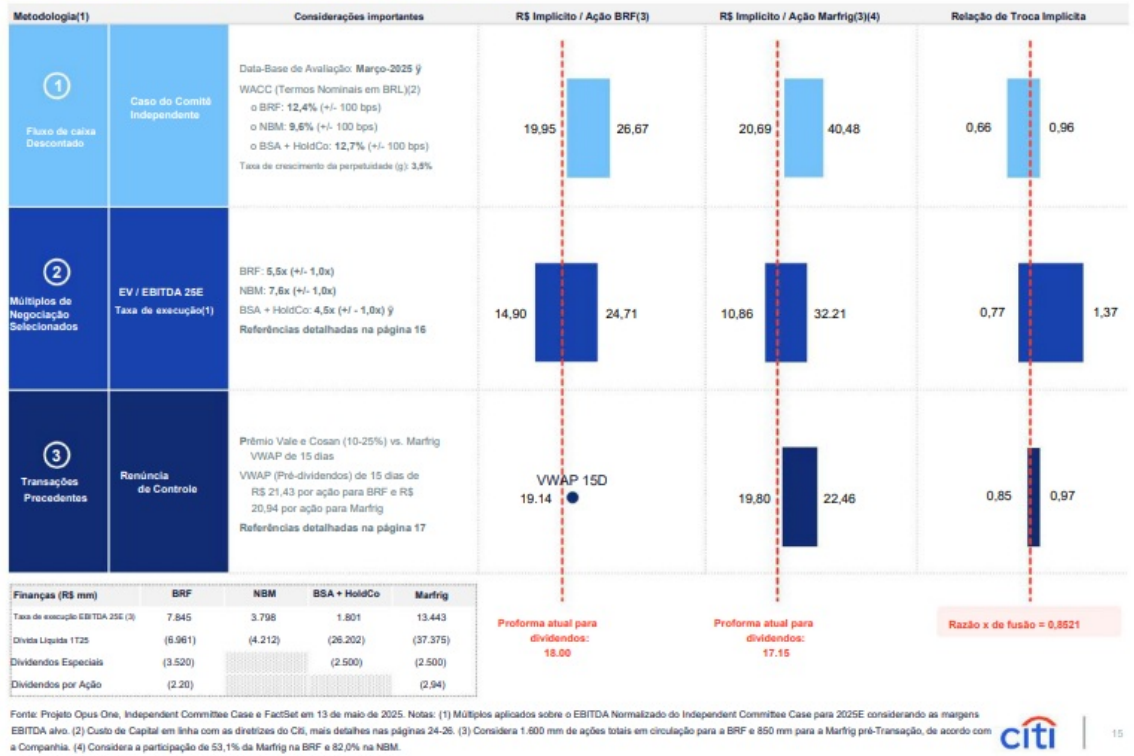 Metodologia(1) Considerações importantes R$ Implícito / Ação BRF(3) R$ Implícito / Ação Marfrig(3)(4) Relação de Troca Implícita
1
Fluxo de caixa
Descontado
Caso do Comitê
Independente
Data-Base de Avaliação: Março-2025 ÿ
WACC (Termos Nominais em BRL)(2)
o BRF: 12,4% (+/- 100 bps)
o NBM: 9,6% (+/- 100 bps)
o BSA + HoldCo: 12,7% (+/- 100 bps)
Taxa de crescimento da perpetuidade (g): 3,5%
19,95 26,67
20,69 40,48
0,66 0,96
2
Múltiplos de
Negociação
Selecionados
EV / EBITDA 25E
Taxa de execução(1)
BRF: 5,5x (+/- 1,0x)
NBM: 7,6x (+/- 1,0x)
BSA + HoldCo: 4,5x (+/ - 1,0x) ÿ
Referências detalhadas na página 16
14,90 24,71
10,86 32.21
0,77 1,37
3
Transações
Precedentes
Renúncia
de Controle
Prêmio Vale e Cosan (10-25%) vs. Marfrig
VWAP de 15 dias
VWAP (Pré-dividendos) de 15 dias de
R$ 21,43 por ação para BRF e R$
20,94 por ação para Marfrig
Referências detalhadas na página 17
VWAP 15D
19.14
19,80 22,46
0,85 0,97
Finanças (R$ mm) BRF NBM BSA + HoldCo Marfrig
Taxa de execução EBITDA 25E (3) 7.845 3.798 1.801 13.443
Dívida Líquida 1T25 (6.961) (4.212) (26.202) (37.375)
Dividendos Especiais (3.520) (2.500) (2.500)
Dividendos por Ação (2.20) (2,94)
Proforma atual para
dividendos:
18.00
Proforma atual para
dividendos:
17.15
Razão x de fusão = 0,8521
Fonte: Projeto Opus One, Independent Committee Case e FactSet em 13 de maio de 2025. Notas: (1) Múltiplos aplicados sobre o EBITDA Normalizado do Independent Committee Case para 2025E considerando as margens
EBITDA alvo. (2) Custo de Capital em linha com as diretrizes do Citi, mais detalhes nas páginas 24-26. (3) Considera 1.600 mm de ações totais em circulação para a BRF e 850 mm para a Marfrig pré-Transação, de acordo com
a Companhia. (4) Considera a participação de 53,1% da Marfrig na BRF e 82,0% na NBM.
citi
15